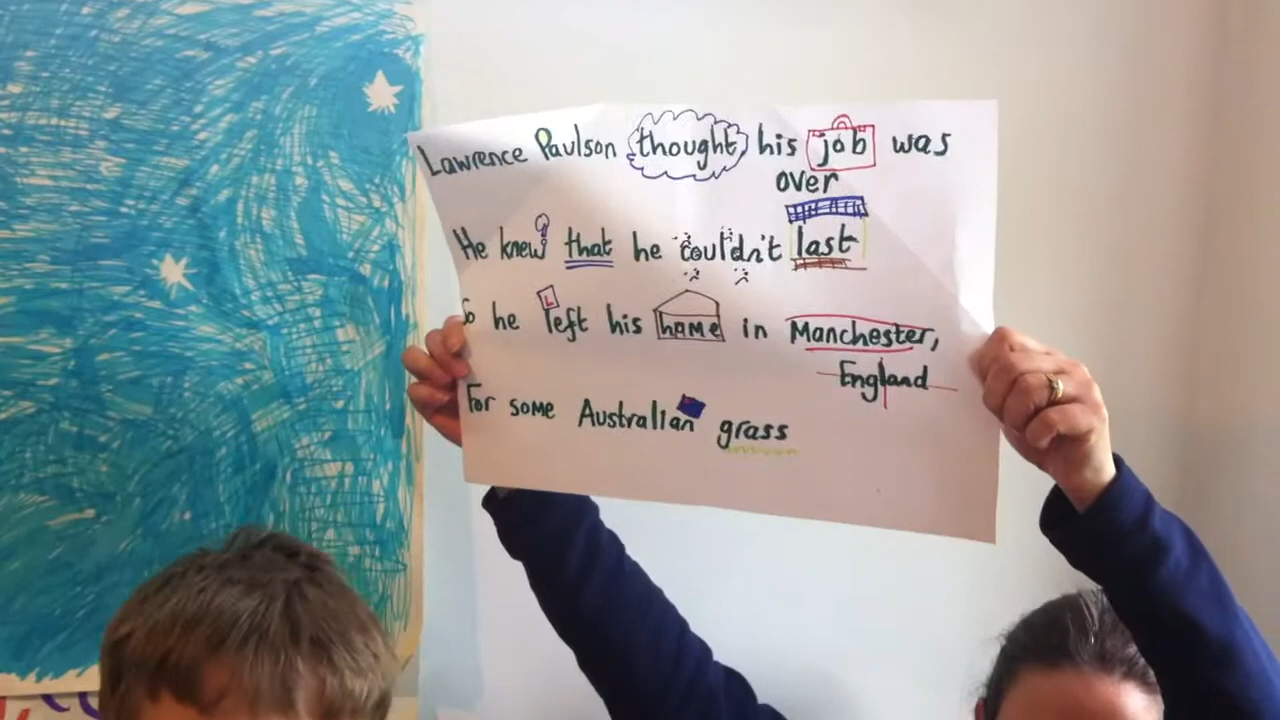 Lawrence Paulson thought his job was
over
He knew that he couldn't last
So he left his home in Manchester,
England
For some Australian grass